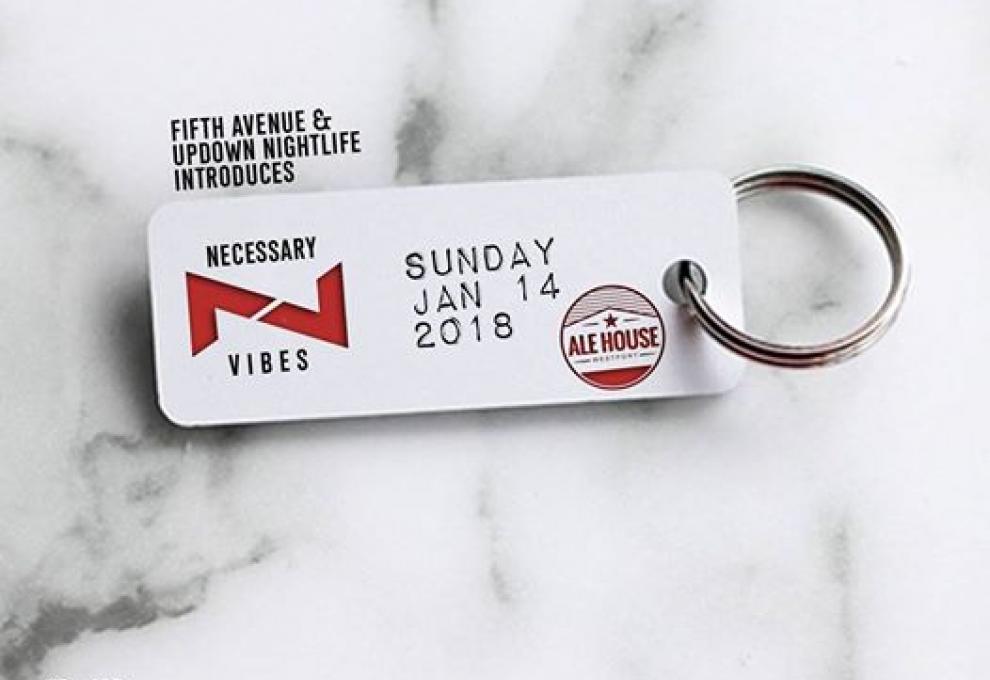 FIFTH AVENUE &
UPDOWN NIGHTLIFE
INTRODUCES
NECESSARY
VIBES
SUNDAY
JAN 14
2018
ALE HOUSE
WESTPORT